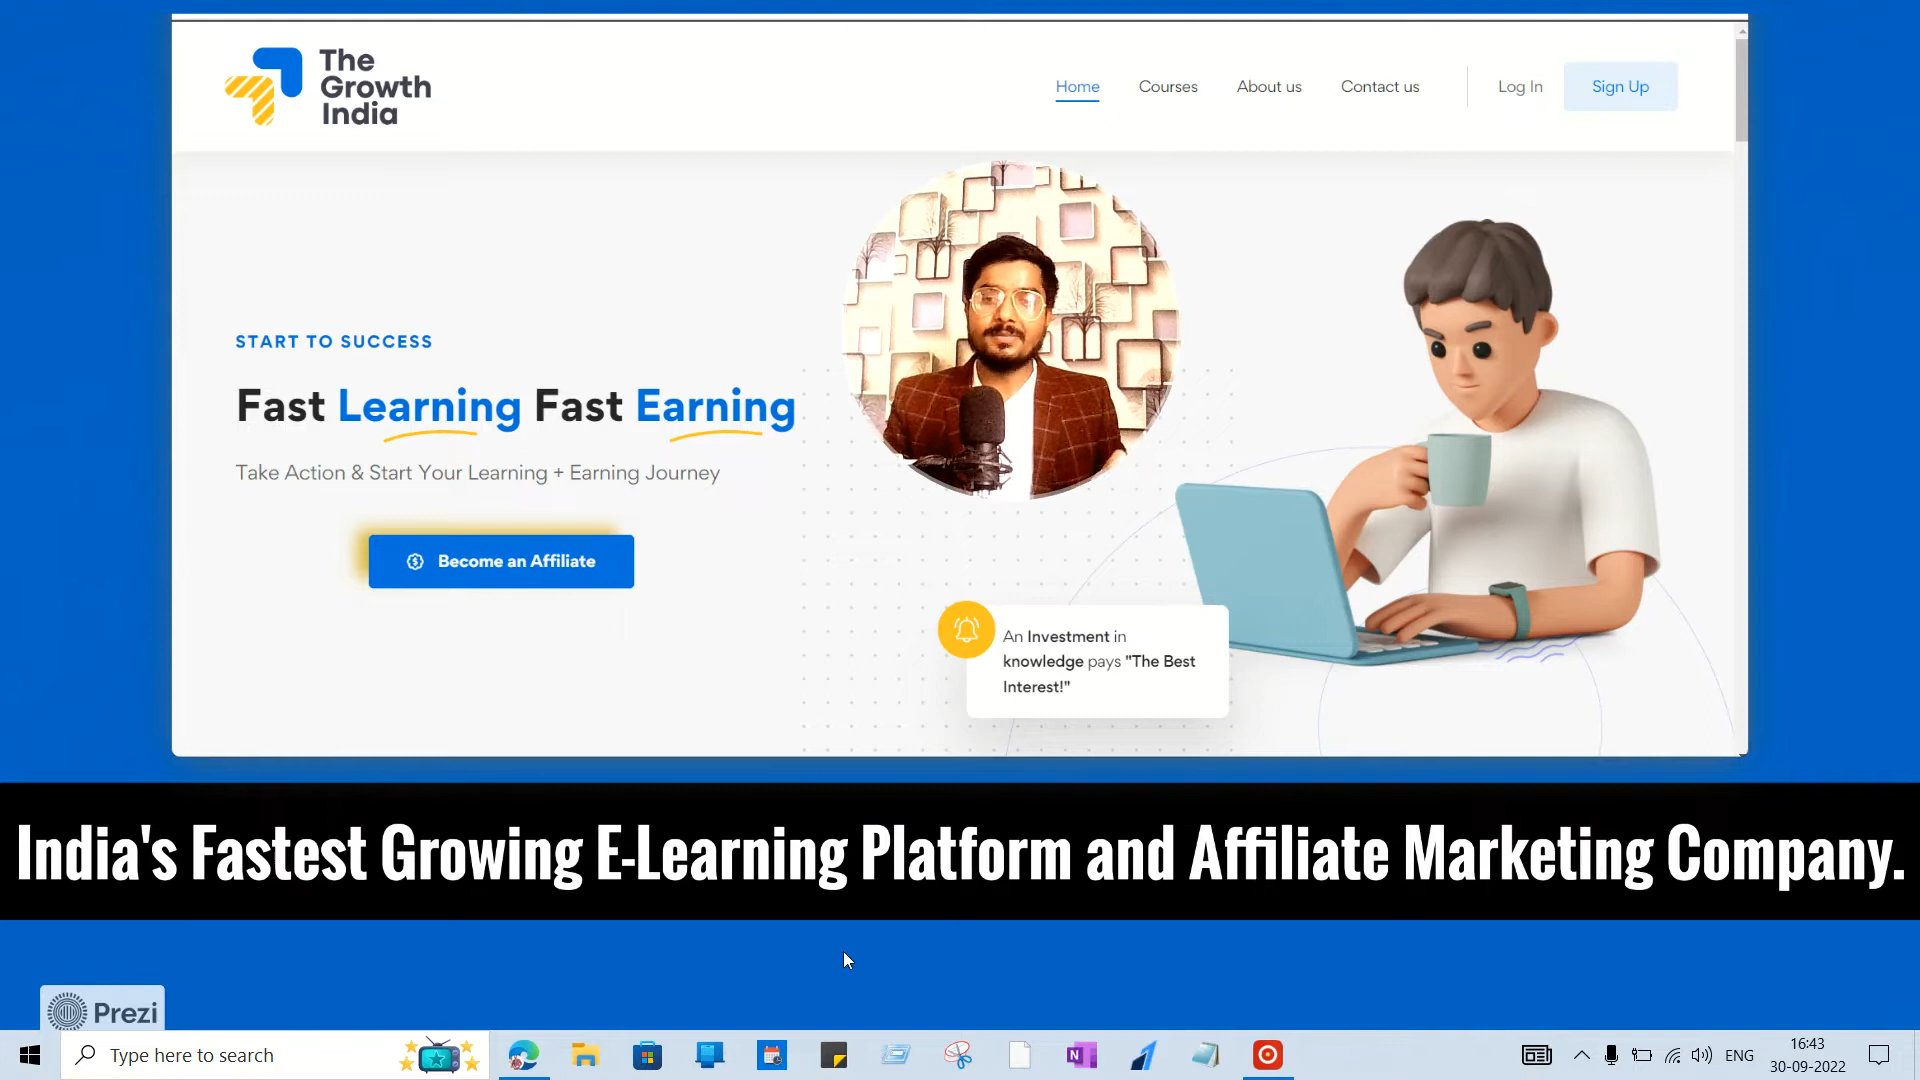 The
Growth
India
Home Courses About us Contact us Log In Sign Up
START TO SUCCESS
Fast Learning Fast Earning
Take Action & Start Your Learning + Earning Journey
Become an Affiliate
An Investment in
knowledge pays "The Best
Interest!"
India's Fastest Growing E-Learning Platform and Affiliate Marketing Company.
Prezi
Type here to search
N
ENG
16:43
30-09-2022